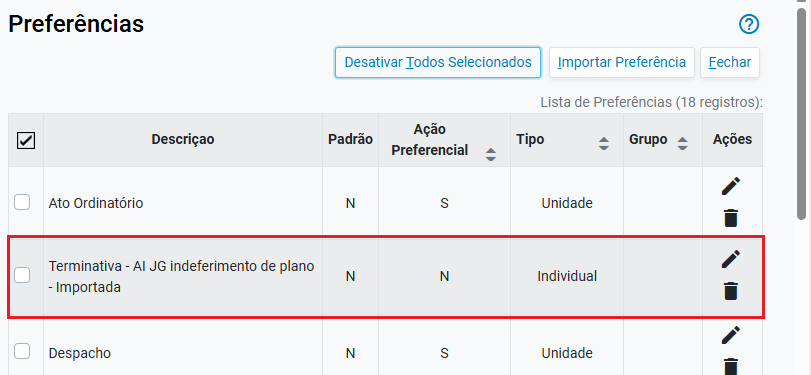 Preferências
Desativar Todos Selecionados Importar Preferência Fechar
Lista de Preferências (18 registros):
Descriçao Padrão Ação Preferencial Tipo Grupo Ações
Ato Ordinatório N S Unidade
Terminativa - AI JG indeferimento de plano
- Importada N N Individual
Despacho N S Unidade